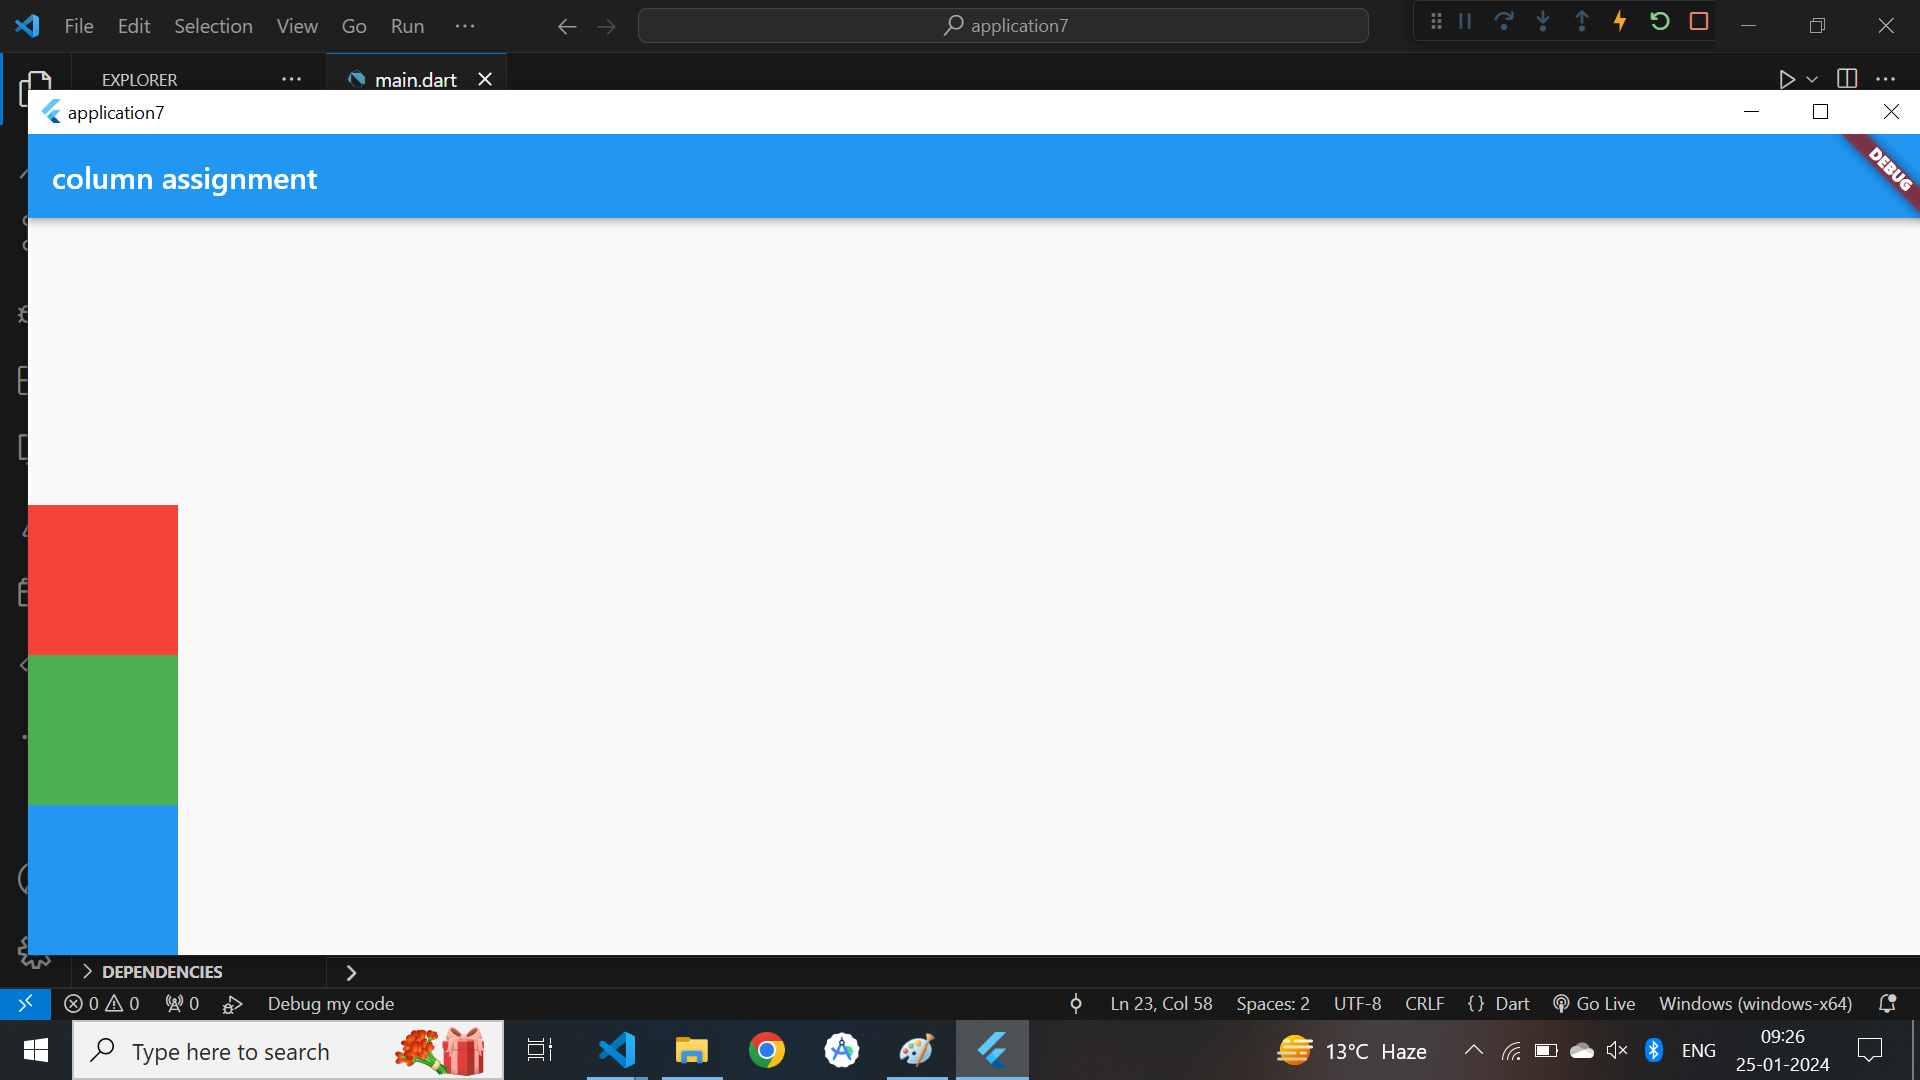 File Edit Selection View Go Run ··· application7
EXPLORER ··· main.dart ···
application7
column assignment
DEBUG
DEPENDENCIES
0 0 0 Debug my code Ln 23, Col 58 Spaces: 2 UTF-8 CRLF {} Dart Go Live Windows (windows-x64)
Type here to search 13°C Haze ENG 09:26
25-01-2024